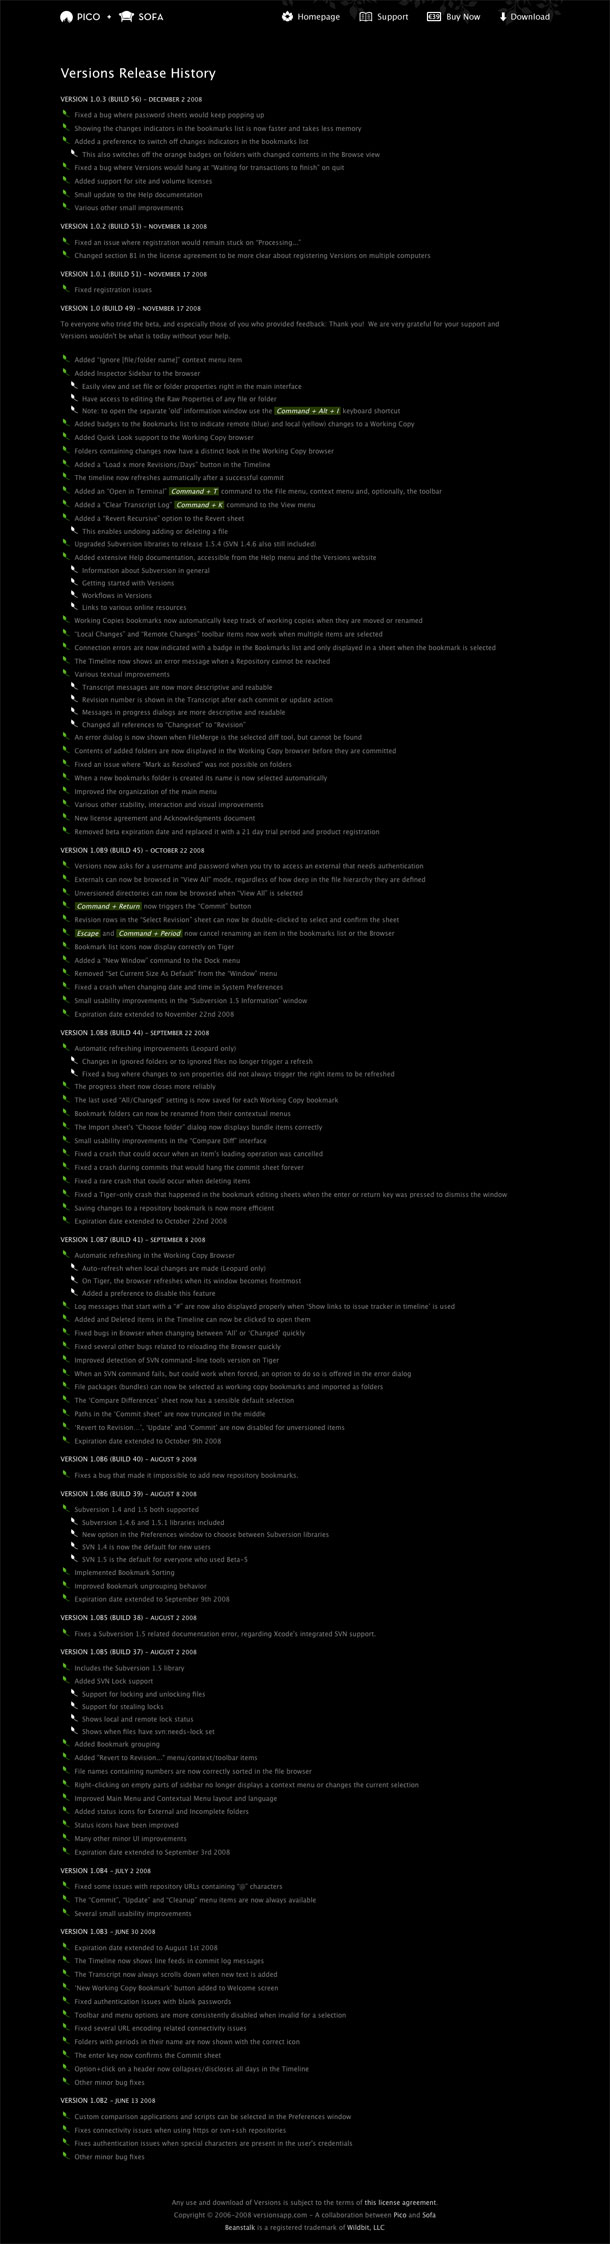 PICO + SOFA
Homepage Support €39 Buy Now Download
Versions Release History
VERSION 1.0.3 (BUILD 56) – DECEMBER 2 2008
Fixed a bug where password sheets would keep popping up
Showing the changes indicators in the bookmarks list is now faster and takes less memory
Added a preference to switch off changes indicators in the bookmarks list
This also switches off the orange badges on folders with changed contents in the Browse view
Fixed a bug where Versions would hang at “Waiting for transactions to finish” on quit
Added support for site and volume licenses
Small update to the Help documentation
Various other small improvements
VERSION 1.0.2 (BUILD 53) – NOVEMBER 18 2008
Fixed an issue where registration would remain stuck on “Processing...”
Changed section B1 in the license agreement to be more clear about registering Versions on multiple computers
VERSION 1.0.1 (BUILD 51) – NOVEMBER 17 2008
Fixed registration issues
VERSION 1.0 (BUILD 49) – NOVEMBER 17 2008
To everyone who tried the beta, and especially those of you who provided feedback. Thank you! We are very grateful for your support and
Versions wouldn't be what is today without your help.
Added “Ignore [file/folder name]” context menu item
Added Inspector Sidebar to the browser
Easily view and set file or folder properties right in the main interface
Have access to editing the Raw Properties of any file or folder
Note: to open the separate 'old' information window use the Command + Alt + I keyboard shortcut
Added badges to the Bookmarks list to indicate remote (blue) and local (yellow) changes to a Working Copy
Added Quick Look support to the Working Copy browser
Folders containing changes now have a distinct look in the Working Copy browser
Added a “Load x more Revisions/Days” button in the Timeline
The timeline now refreshes autmatically after a successful commit
Added an “Open in Terminal” Command + T command to the File menu, context menu and, optionally, the toolbar
Added a “Clear Transcript Log” Command + K command to the View menu
Added a “Revert Recursive” option to the Revert sheet
This enables undoing adding or deleting a file
Upgraded Subversion libraries to release 1.5.4 (SVN 1.4.6 also still included)
Added extensive Help documentation, accessible from the Help menu and the Versions website
Information about Subversion in general
Getting started with Versions
Workflows in Versions
Links to various online resources
Working Copies bookmarks now automatically keep track of working copies when they are moved or renamed
“Local Changes” and “Remote Changes” toolbar items now work when multiple items are selected
Connection errors are now indicated with a badge in the Bookmarks list and only displayed in a sheet when the bookmark is selected
The Timeline now shows an error message when a Repository cannot be reached
Various textual improvements
Transcript messages are now more descriptive and reabable
Revision number is shown in the Transcript after each commit or update action
Messages in progress dialogs are more descriptive and readable
Changed all references to “Changeset” to “Revision”
An error dialog is now shown when FileMerge is the selected diff tool, but cannot be found
Contents of added folders are now displayed in the Working Copy browser before they are committed
Fixed an issue where “Mark as Resolved” was not possible on folders
When a new bookmarks folder is created its name is now selected automatically
Improved the organization of the main menu
Various other stability, interaction and visual improvements
New license agreement and Acknowledgments document
Removed beta expiration date and replaced it with a 21 day trial period and product registration
VERSION 1.0B9 (BUILD 45) – OCTOBER 22 2008
Versions now asks for a username and password when you try to access an external that needs authentication
Externals can now be browsed in “View All” mode, regardless of how deep in the file hierarchy they are defined
Unversioned directories can now be browsed when “View All” is selected
Command + Return now triggers the “Commit” button
Revision rows in the “Select Revision” sheet can now be double-clicked to select and confirm the sheet
Escape and Command + Period now cancel renaming an item in the bookmarks list or the Browser
Bookmark list icons now display correctly on Tiger
Added a “New Window” command to the Dock menu
Removed “Set Current Size As Default” from the “Window” menu
Fixed a crash when changing date and time in System Preferences
Small usability improvements in the “Subversion 1.5 Information” window
Expiration date extended to November 22nd 2008
VERSION 1.0B8 (BUILD 44) – SEPTEMBER 22 2008
Automatic refreshing improvements (Leopard only)
Changes in ignored folders or to ignored files no longer trigger a refresh
Fixed a bug where changes to svn properties did not always trigger the right items to be refreshed
The progress sheet now closes more reliably
The last used “All/Changed” setting is now saved for each Working Copy bookmark
Bookmark folders can now be renamed from their contextual menus
The Import sheet's “Choose folder” dialog now displays bundle items correctly
Small usability improvements in the “Compare Diff” interface
Fixed a crash that could occur when an item's loading operation was cancelled
Fixed a crash during commits that would hang the commit sheet forever
Fixed a rare crash that could occur when deleting items
Fixed a Tiger-only crash that happened in the bookmark editing sheets when the enter or return key was pressed to dismiss the window
Saving changes to a repository bookmark is now more efficient
Expiration date extended to October 22nd 2008
VERSION 1.0B7 (BUILD 41) – SEPTEMBER 8 2008
Automatic refreshing in the Working Copy Browser
Auto-refresh when local changes are made (Leopard only)
On Tiger, the browser refreshes when its window becomes frontmost
Added a preference to disable this feature
Log messages that start with a “#” are now also displayed properly when ‘Show links to issue tracker in timeline’ is used
Added and Deleted items in the Timeline can now be clicked to open them
Fixed bugs in Browser when changing between ‘All’ or ‘Changed’ quickly
Fixed several other bugs related to reloading the Browser quickly
Improved detection of SVN command-line tools version on Tiger
When an SVN command fails, but could work when forced, an option to do so is offered in the error dialog
File packages (bundles) can now be selected as working copy bookmarks and imported as folders
The ‘Compare Differences’ sheet now has a sensible default selection
Paths in the ‘Commit sheet’ are now truncated in the middle
‘Revert to Revision...’, ‘Update’ and ‘Commit’ are now disabled for unversioned items
Expiration date extended to October 9th 2008
VERSION 1.0B6 (BUILD 40) – AUGUST 9 2008
Fixes a bug that made it impossible to add new repository bookmarks.
VERSION 1.0B6 (BUILD 39) – AUGUST 8 2008
Subversion 1.4 and 1.5 both supported
Subversion 1.4.6 and 1.5.1 libraries included
New option in the Preferences window to choose between Subversion libraries
SVN 1.4 is now the default for new users
SVN 1.5 is the default for everyone who used Beta-5
Implemented Bookmark Sorting
Improved Bookmark ungrouping behavior
Expiration date extended to September 9th 2008
VERSION 1.0B5 (BUILD 38) – AUGUST 2 2008
Fixes a Subversion 1.5 related documentation error, regarding Xcode's integrated SVN support.
VERSION 1.0B5 (BUILD 37) – AUGUST 2 2008
Includes the Subversion 1.5 library
Added SVN Lock support
Support for locking and unlocking files
Support for stealing locks
Shows local and remote lock status
Shows when files have svn:needs-lock set
Added Bookmark grouping
Added "Revert to Revision..." menu/context/toolbar items
File names containing numbers are now correctly sorted in the file browser
Right-clicking on empty parts of sidebar no longer displays a context menu or changes the current selection
Improved Main Menu and Contextual Menu layout and language
Added status icons for External and Incomplete folders
Status icons have been improved
Many other minor UI improvements
Expiration date extended to September 3rd 2008
VERSION 1.0B4 – JULY 2 2008
Fixed some issues with repository URLs containing “@” characters
The “Commit”, “Update” and “Cleanup” menu items are now always available
Several small usability improvements
VERSION 1.0B3 – JUNE 30 2008
Expiration date extended to August 1st 2008
The Timeline now shows line feeds in commit log messages
The Transcript now always scrolls down when new text is added
‘New Working Copy Bookmark’ button added to Welcome screen
Fixed authentication issues with blank passwords
Toolbar and menu options are more consistently disabled when invalid for a selection
Fixed several URL encoding related connectivity issues
Folders with periods in their name are now shown with the correct icon
The enter key now confirms the Commit sheet
Option+click on a header now collapses/discloses all days in the Timeline
Other minor bug fixes
VERSION 1.0B2 – JUNE 13 2008
Custom comparison applications and scripts can be selected in the Preferences window
Fixes connectivity issues when using https or svn+ssh repositories
Fixes authentication issues when special characters are present in the user's credentials
Other minor bug fixes
Any use and download of Versions is subject to the terms of this license agreement.
Copyright © 2006-2008 versionsapp.com – A collaboration between Pico and Sofa
Beanstalk is a registered trademark of Wildbit, LLC